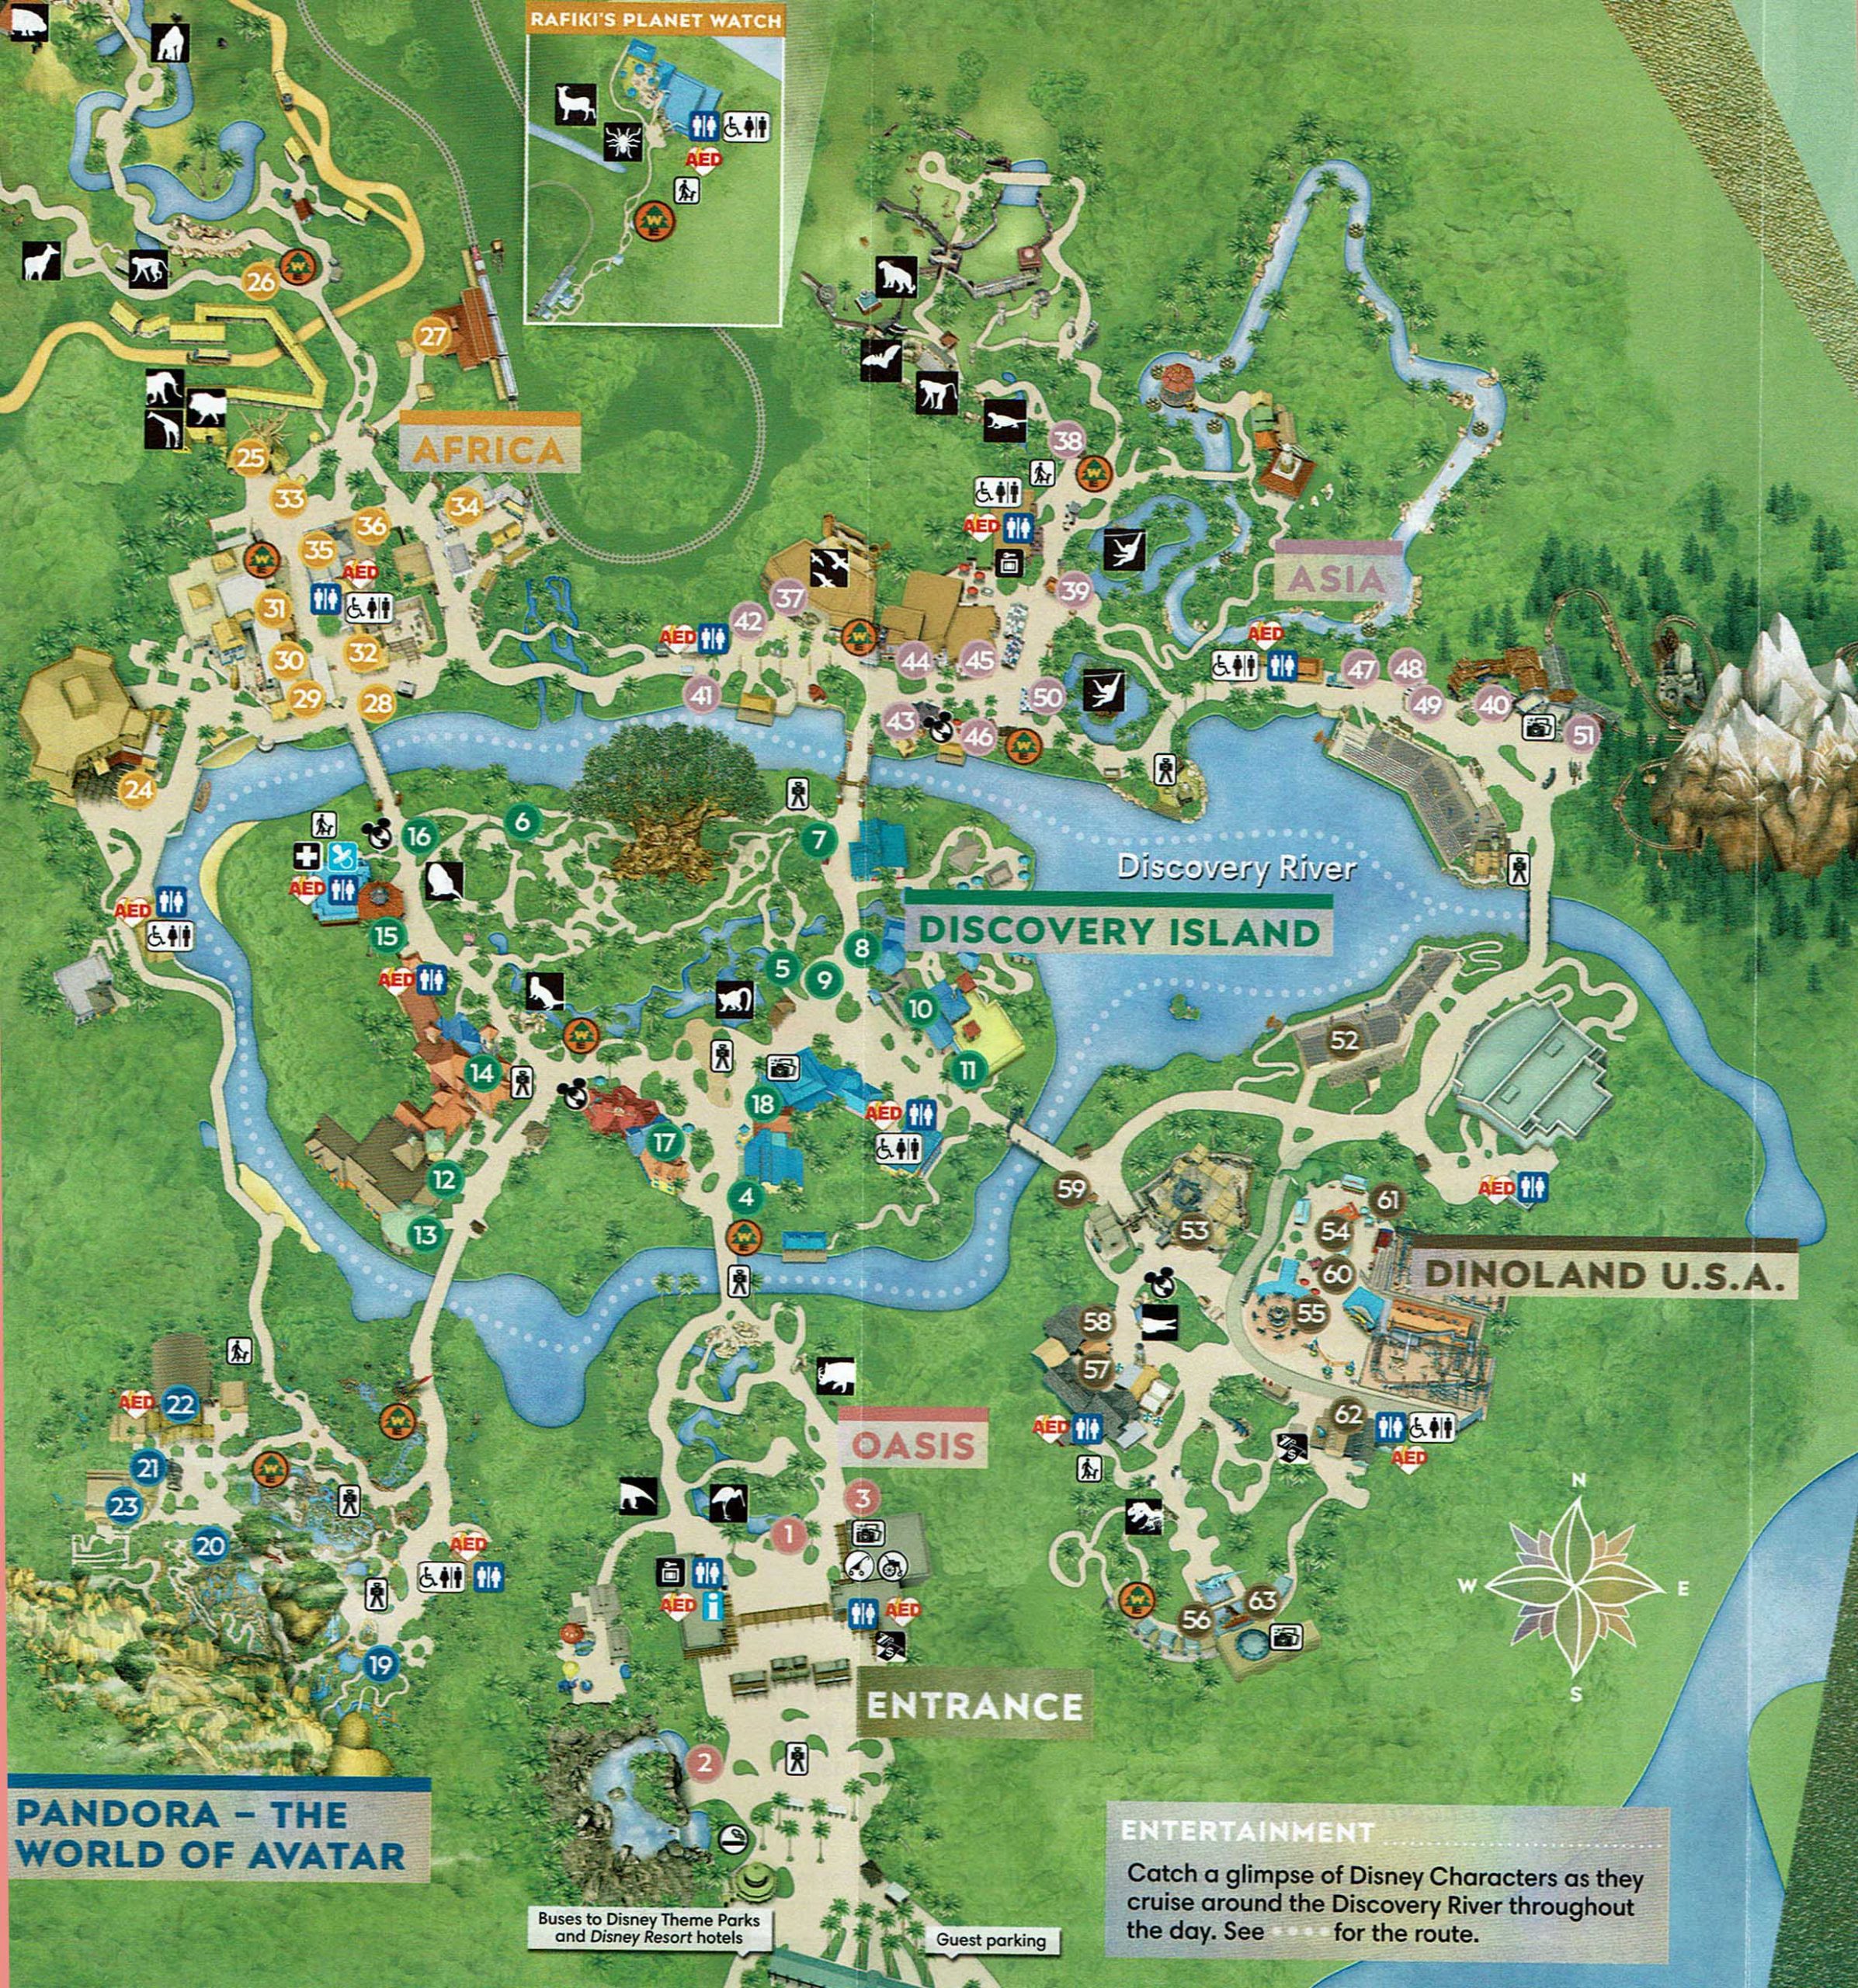 RAFIKI'S PLANET WATCH
AED
26
27
AFRICA
25
33
34
36
35
AED
31
30
32
29
28
24
38
AED
39
ASIA
37
42
AED
41
44
45
43
46
50
AED
47
48
49
40
51
16
6
7
AED
15
AED
AED
5
9
8
10
11
14
18
17
AED
12
13
4
Discovery River
DISCOVERY ISLAND
52
59
53
61
54
60
55
AED
DINOLAND U.S.A.
58
57
AED
62
AED
56
63
AED
22
21
23
20
AED
19
PANDORA – THE
WORLD OF AVATAR
OASIS
3
1
AED
i
AED
ENTRANCE
2
N
W
E
S
Buses to Disney Theme Parks
and Disney Resort hotels
Guest parking
ENTERTAINMENT
Catch a glimpse of Disney Characters as they
cruise around the Discovery River throughout
the day. See •••• for the route.